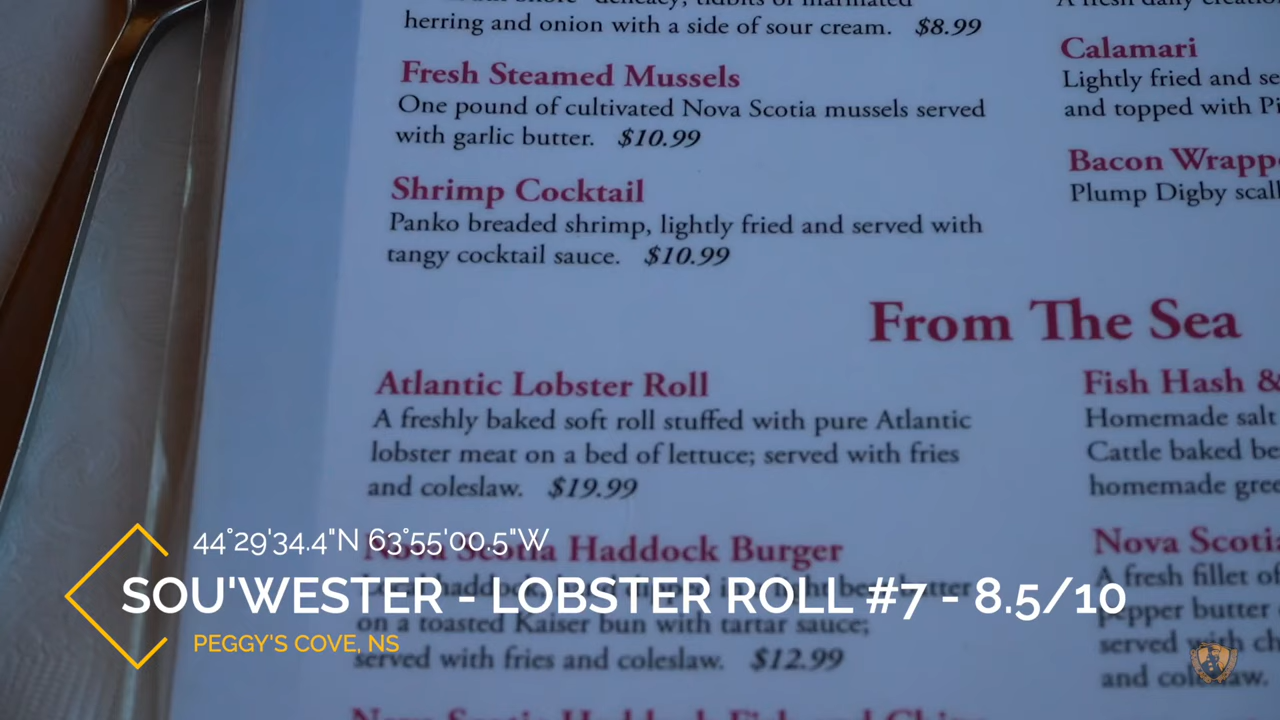 herring and onion with a side of sour cream. $8.99
Fresh Steamed Mussels
One pound of cultivated Nova Scotia mussels served
with garlic butter. $10.99
Shrimp Cocktail
Panko breaded shrimp, lightly fried and served with
tangy cocktail sauce. $10.99
Calamari
Lightly fried and se
and topped with Pi
Bacon Wrappe
Plump Digby scall
From The Sea
Atlantic Lobster Roll
A freshly baked soft roll stuffed with pure Atlantic
lobster meat on a bed of lettuce; served with fries
and coleslaw. $19.99
Nova Scotia Haddock Burger
on a toasted Kaiser bun with tartar sauce;
served with fries and coleslaw. $12.99
Fish Hash &
Homemade salt
Cattle baked be
homemade gree
Nova Scotia
A fresh fillet of
pepper butter
served with ch
and coleslaw.
44°29'34.4"N 63°55'00.5"W
SOU'WESTER - LOBSTER ROLL #7 - 8.5/10
PEGGY'S COVE, NS